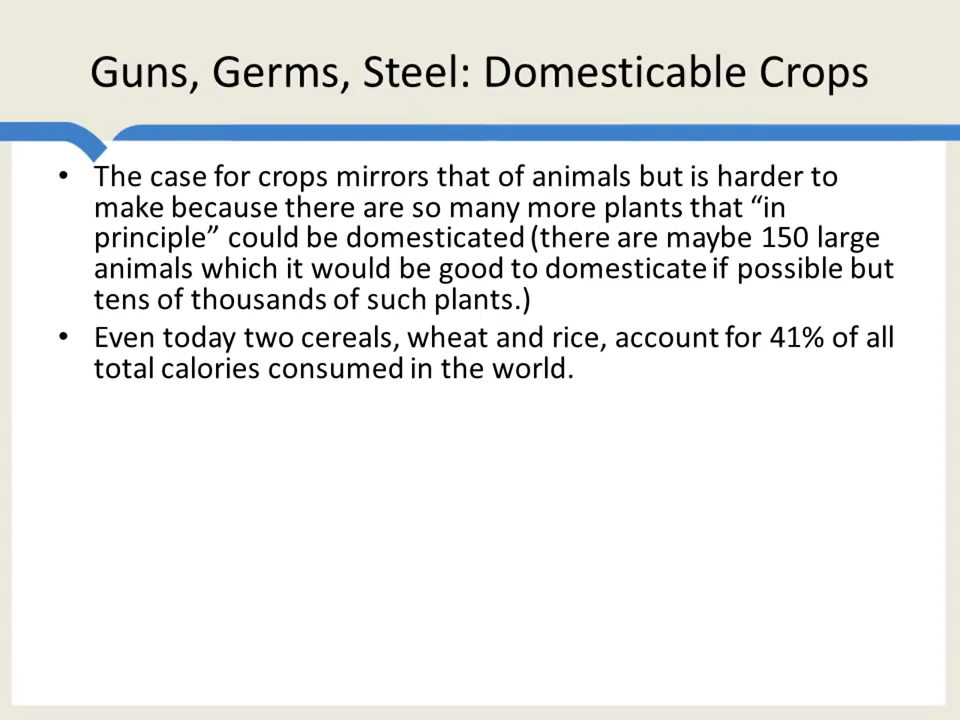 Guns, Germs, Steel: Domesticable Crops
• The case for crops mirrors that of animals but is harder to
make because there are so many more plants that “in
principle” could be domesticated (there are maybe 150 large
animals which it would be good to domesticate if possible but
tens of thousands of such plants.)
• Even today two cereals, wheat and rice, account for 41% of all
total calories consumed in the world.